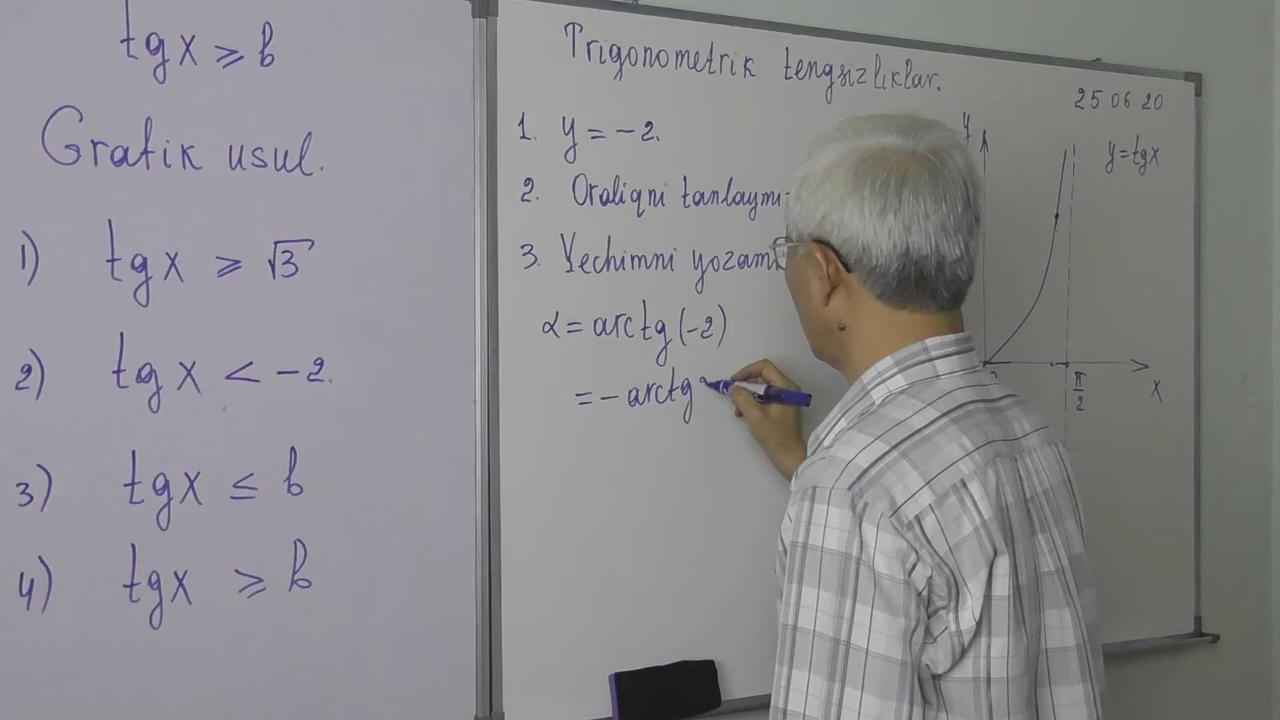 tgx ⩾ b
Grafik usul.
1) tgx ⩾ √3
2) tgx < -2.
3) tgx ≤ b
4) tgx ⩾ b
Trigonometrik tengsizliklar.
25 06 20
1. y = -2.
2. Oraliqni tanlaymi
3. Yechimni yozam
α = arctg(-2)
= - arctg
y
y=tgx
π/2
x